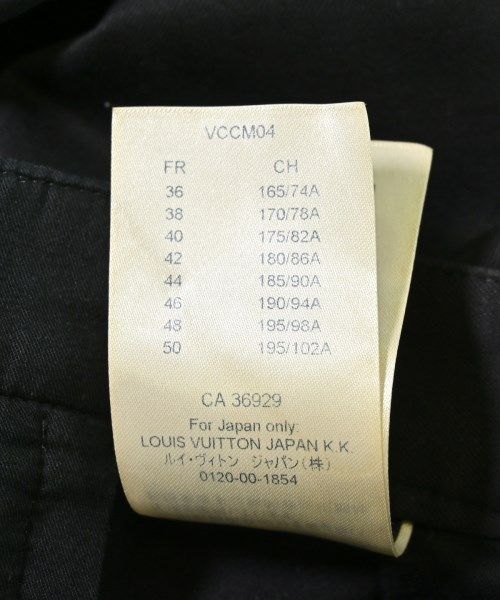 VCCM04
FR CH
36 165/74A
38 170/78A
40 175/82A
42 180/86A
44 185/90A
46 190/94A
48 195/98A
50 195/102A
CA 36929
For Japan only:
LOUIS VUITTON JAPAN K.K.
ルイ・ヴィトン ジャパン(株)
0120-00-1854